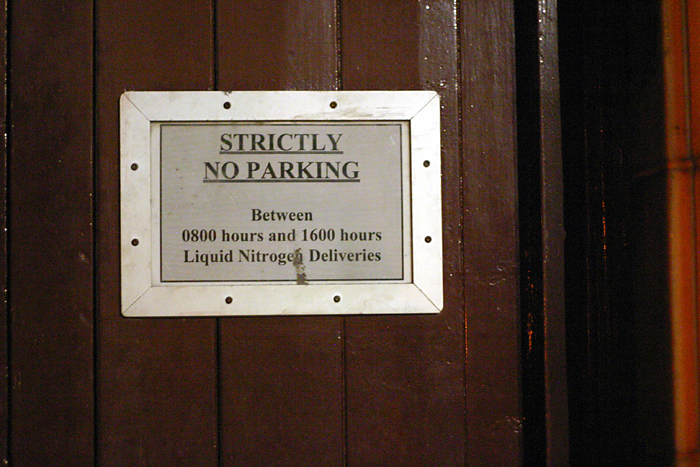 STRICTLY
NO PARKING
Between
0800 hours and 1600 hours
Liquid Nitrogen Deliveries